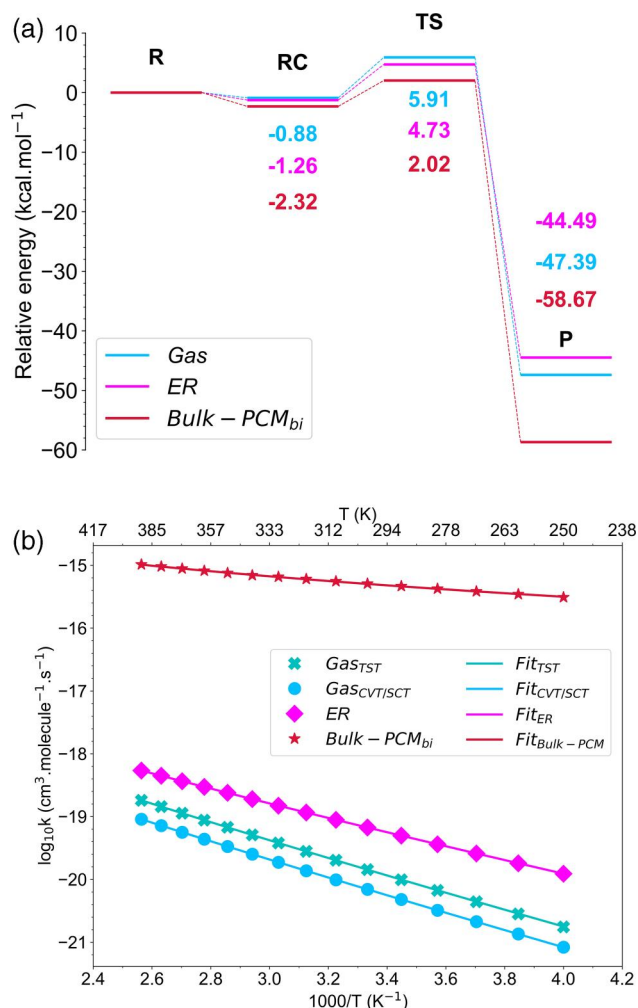 (a)
TS
R
RC
5.91
4.73
2.02
-0.88
-1.26
-2.32
-44.49
-47.39
-58.67
P
Relative energy (kcal.mol⁻¹)
0
−10
−20
−30
−40
−50
−60
Gas
ER
Bulk − PCM_bi
(b)
T (K)
417 385 357 333 312 294 278 263 250 238
−15
−16
−17
−18
−19
−20
−21
log₁₀k (cm³.molecule⁻¹.s⁻¹)
Gas_TST
Gas_CVT/SCT
ER
Bulk − PCM_bi
Fit_TST
Fit_CVT/SCT
Fit_ER
Fit_Bulk − PCM
2.4 2.6 2.8 3.0 3.2 3.4 3.6 3.8 4.0 4.2
1000/T (K⁻¹)